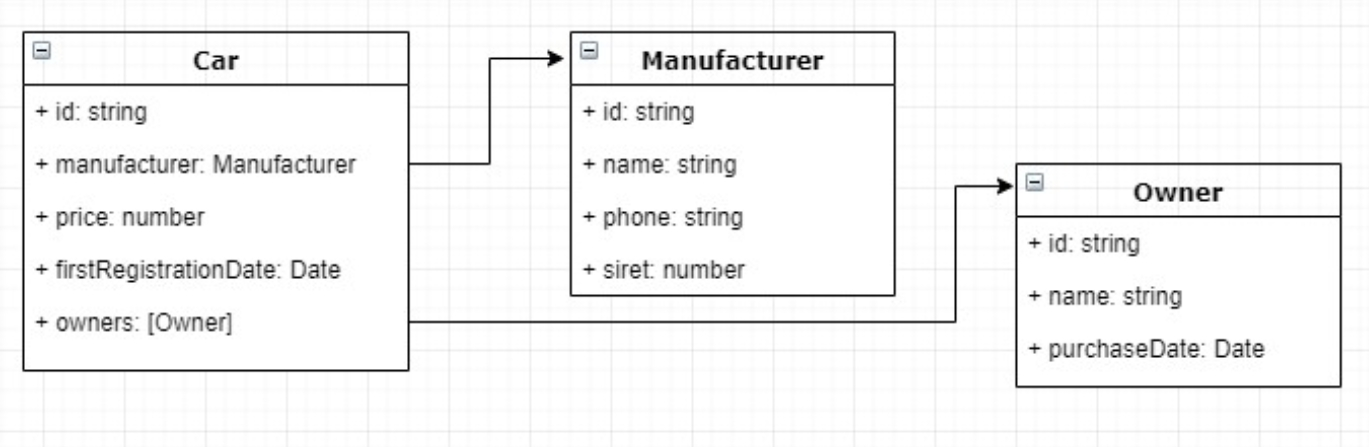 Car
+ id: string
+ manufacturer: Manufacturer
+ price: number
+ firstRegistrationDate: Date
+ owners: [Owner]
Manufacturer
+ id: string
+ name: string
+ phone: string
+ siret: number
Owner
+ id: string
+ name: string
+ purchaseDate: Date